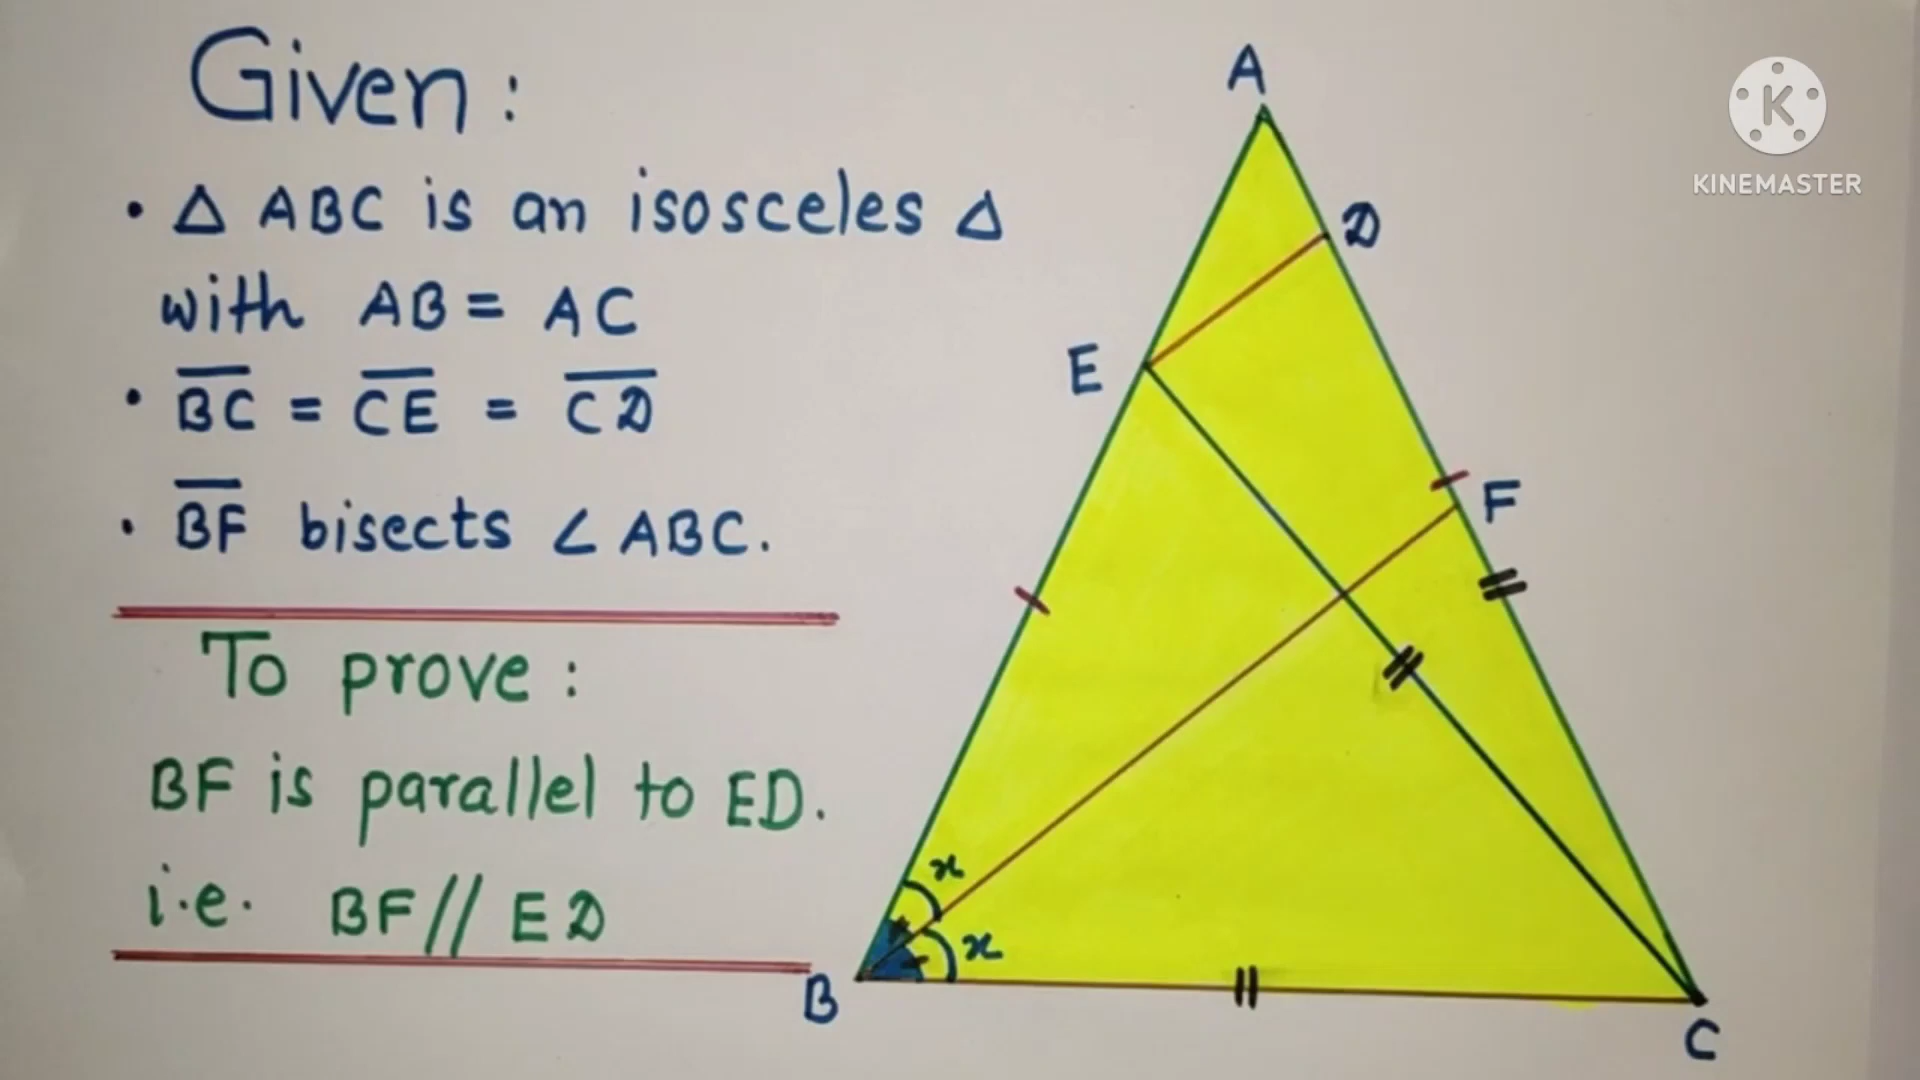 Given:
• △ ABC is an isosceles △
with AB = AC
• BC = CE = CD
• BF bisects ∠ ABC.
To prove:
BF is parallel to ED.
i.e. BF // ED
A
D
E
F
x
x
B
C
K
KINEMASTER